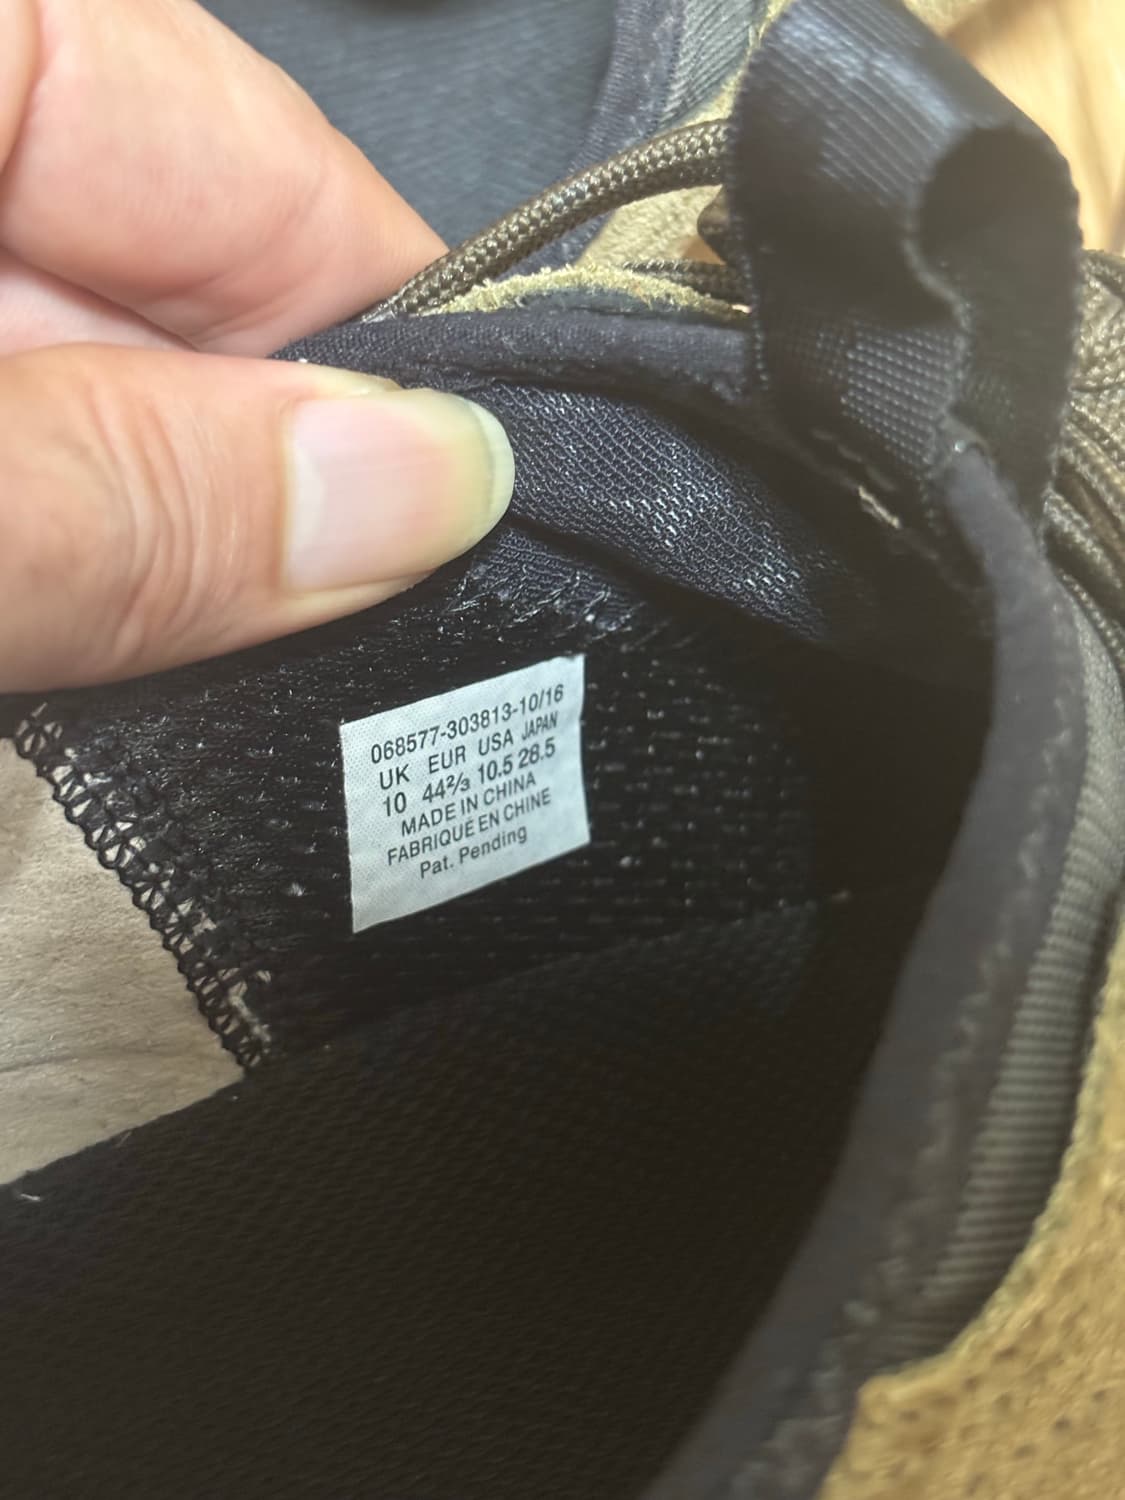 068577-303813-10/16
UK EUR USA JAPAN
10 44⅔ 10.5 28.5
MADE IN CHINA
FABRIQUÉ EN CHINE
Pat. Pending